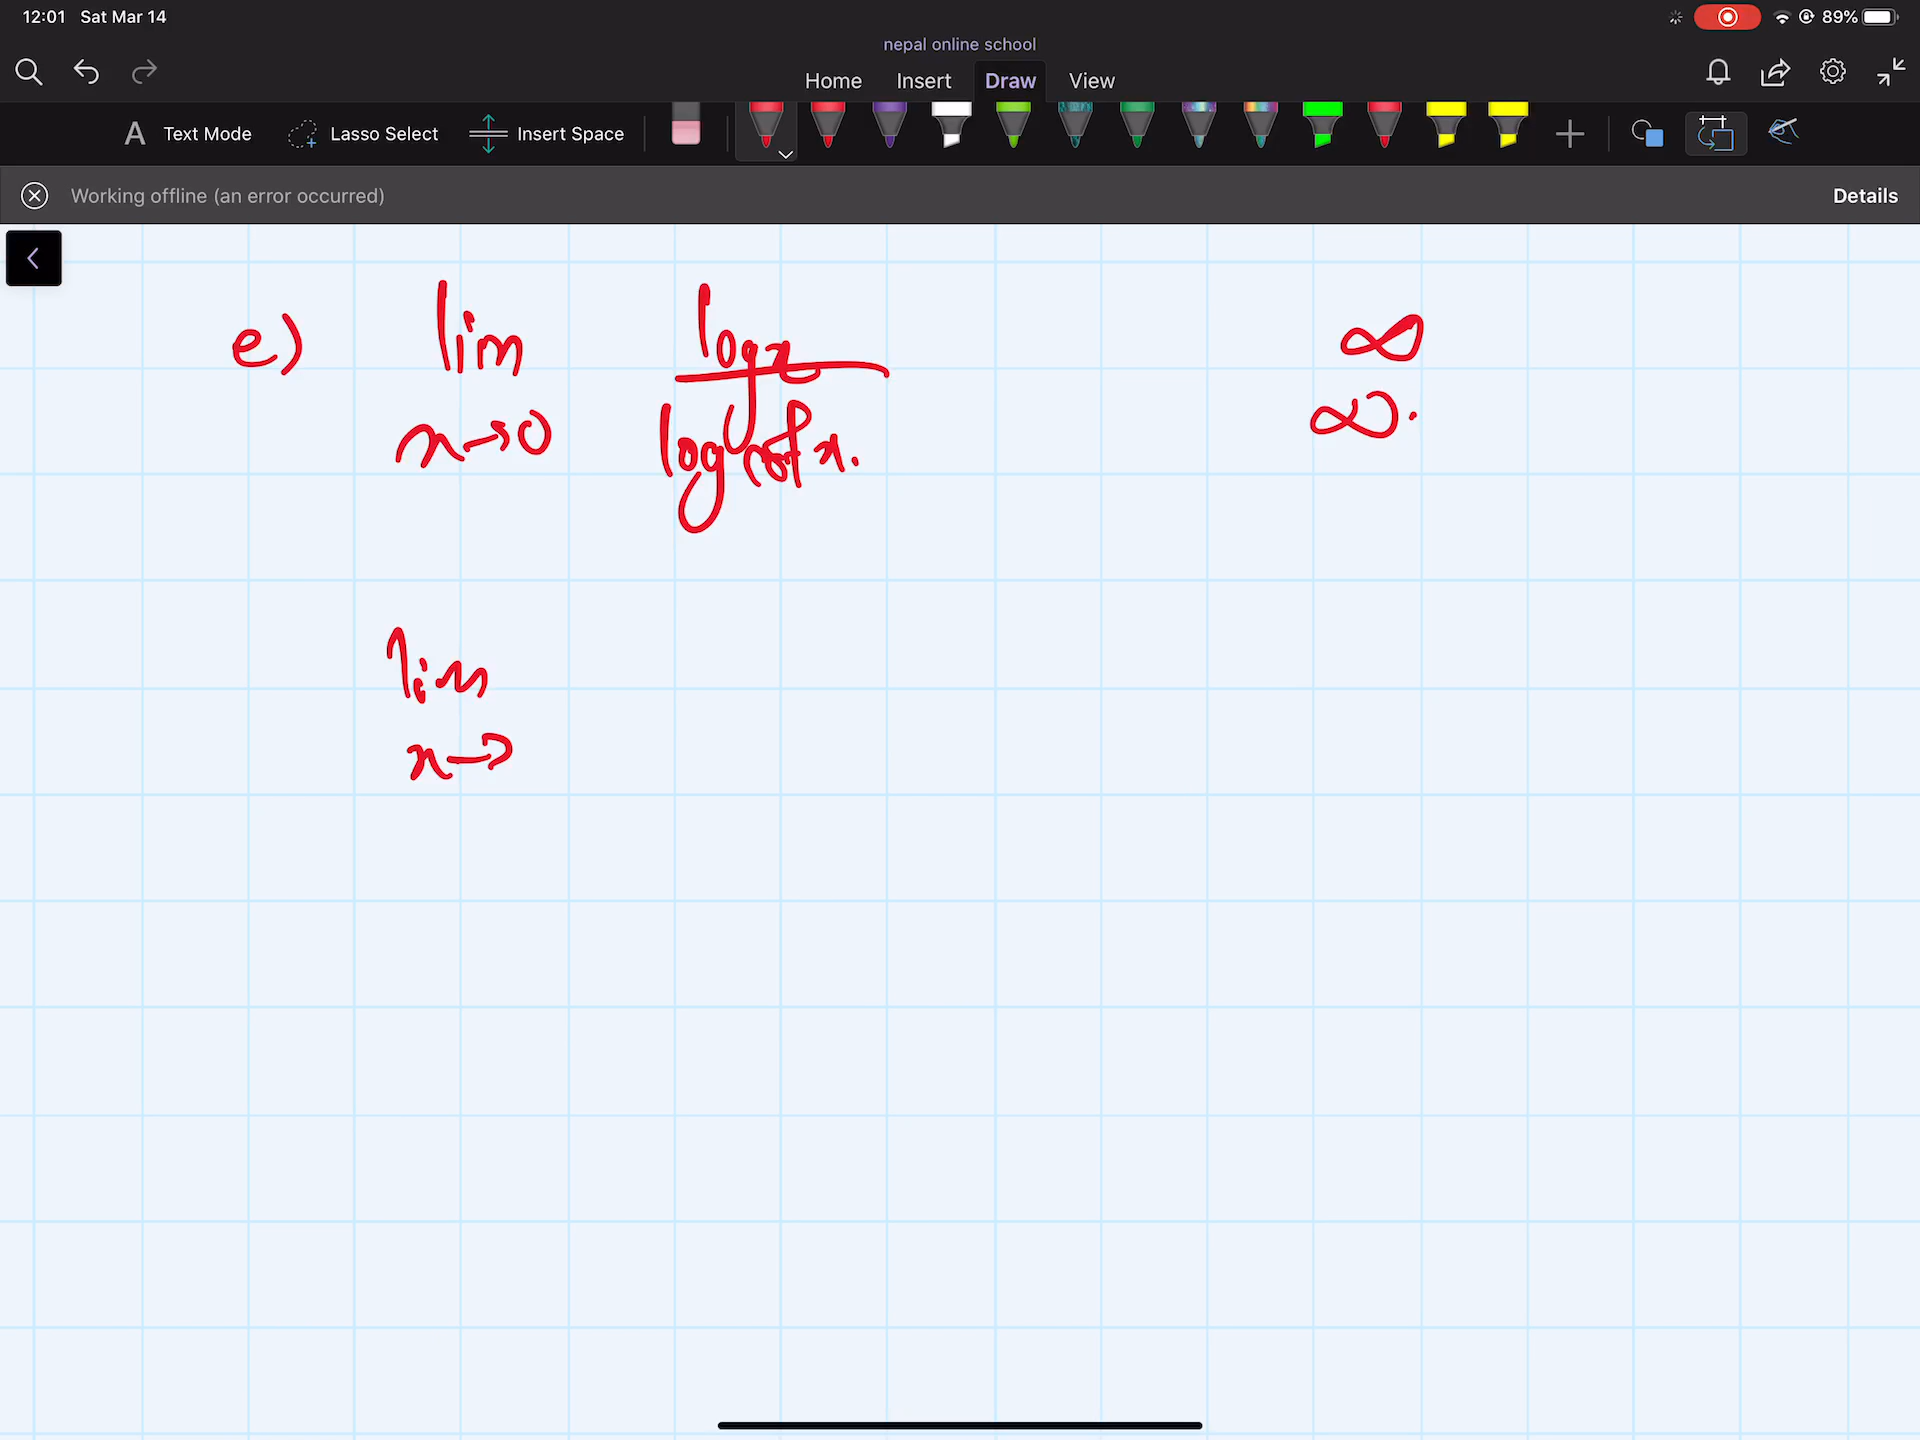 12:01 Sat Mar 14 89%
nepal online school
Home Insert Draw View
A Text Mode Lasso Select Insert Space
Working offline (an error occurred) Details
e) lim log x ∞
x→0 log cot x. ∞.
lim
x→